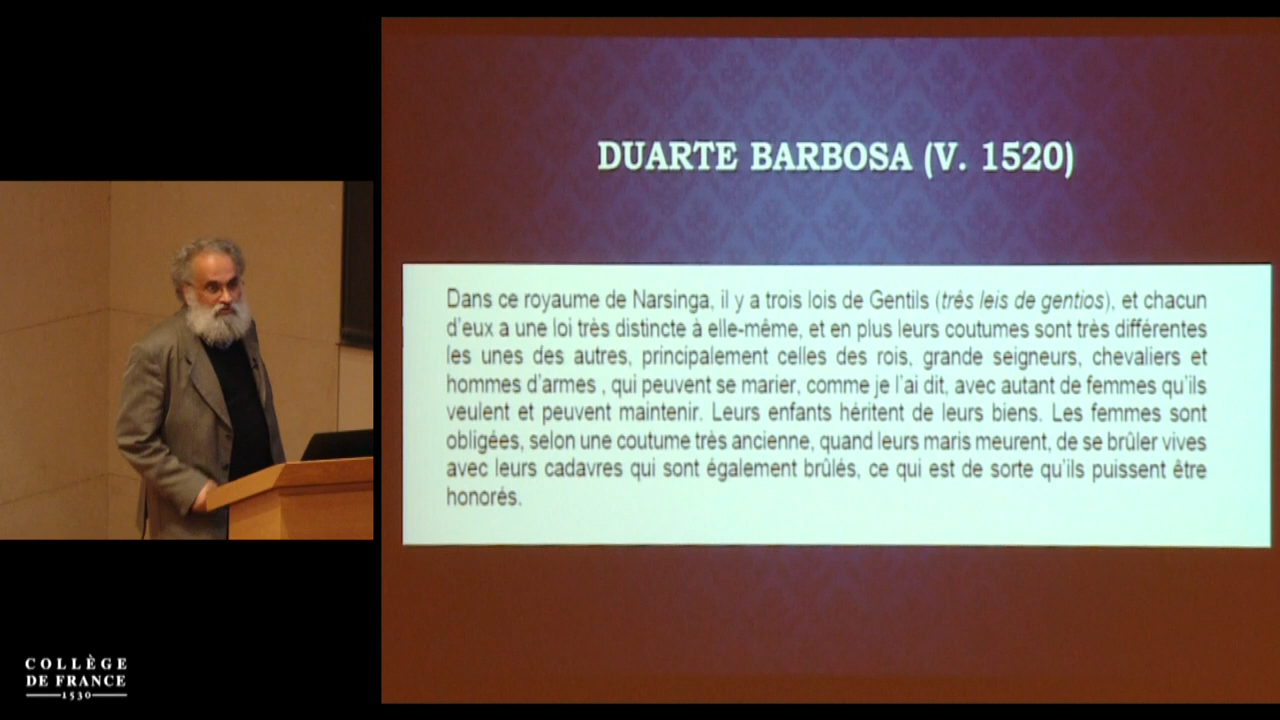 DUARTE BARBOSA (V. 1520)
Dans ce royaume de Narsinga, il y a trois lois de Gentils (três leis de gentios), et chacun
d'eux a une loi très distincte à elle-même, et en plus leurs coutumes sont très différentes
les unes des autres, principalement celles des rois, grande seigneurs, chevaliers et
hommes d'armes , qui peuvent se marier, comme je l'ai dit, avec autant de femmes qu'ils
veulent et peuvent maintenir. Leurs enfants héritent de leurs biens. Les femmes sont
obligées, selon une coutume très ancienne, quand leurs maris meurent, de se brûler vives
avec leurs cadavres qui sont également brûlés, ce qui est de sorte qu'ils puissent être
honorés.
COLLÈGE
DE FRANCE
1530